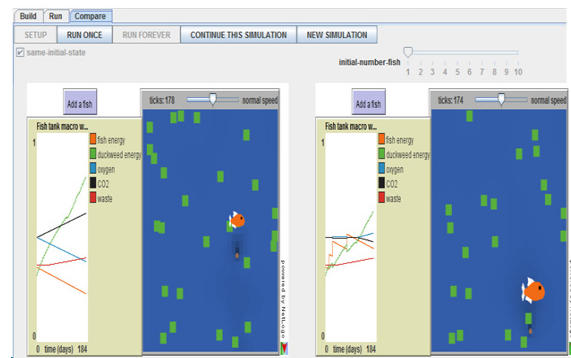 Build Run Compare
SETUP RUN ONCE RUN FOREVER CONTINUE THIS SIMULATION NEW SIMULATION
same-initial-state
initial-number-fish
1 2 3 4 5 6 7 8 9 10
Add a fish
ticks: 178 normal speed
Fish tank macro w...
1
fish energy
duckweed energy
oxygen
CO2
waste
0
0 time (days) 184
powered by NetLogo
Add a fish
ticks: 174 normal speed
Fish tank macro w...
1
fish energy
duckweed energy
oxygen
CO2
waste
0
0 time (days) 184